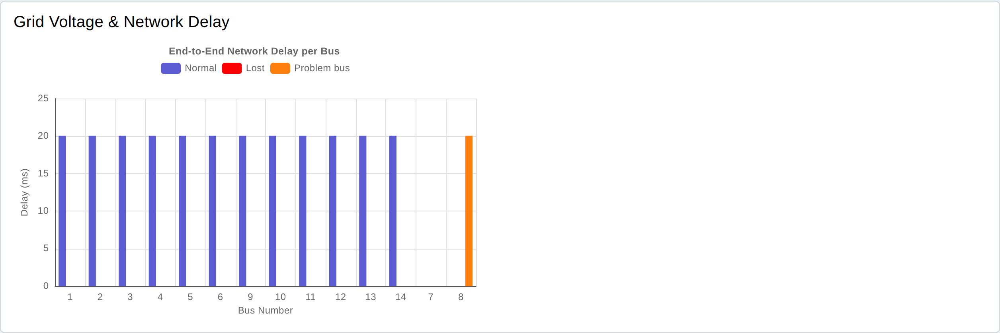 Grid Voltage & Network Delay
End-to-End Network Delay per Bus
Normal Lost Problem bus
25
20
15
10
5
0
Delay (ms)
1 2 3 4 5 6 9 10 11 12 13 14 7 8
Bus Number